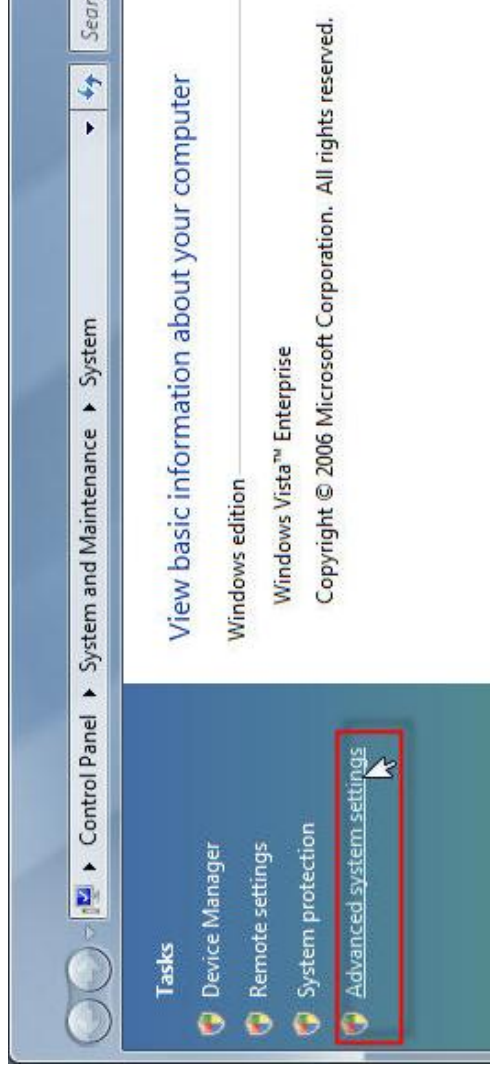 Control Panel ▸ System and Maintenance ▸ System
Sear
Tasks
Device Manager
Remote settings
System protection
Advanced system settings
View basic information about your computer
Windows edition
Windows Vista™ Enterprise
Copyright © 2006 Microsoft Corporation. All rights reserved.